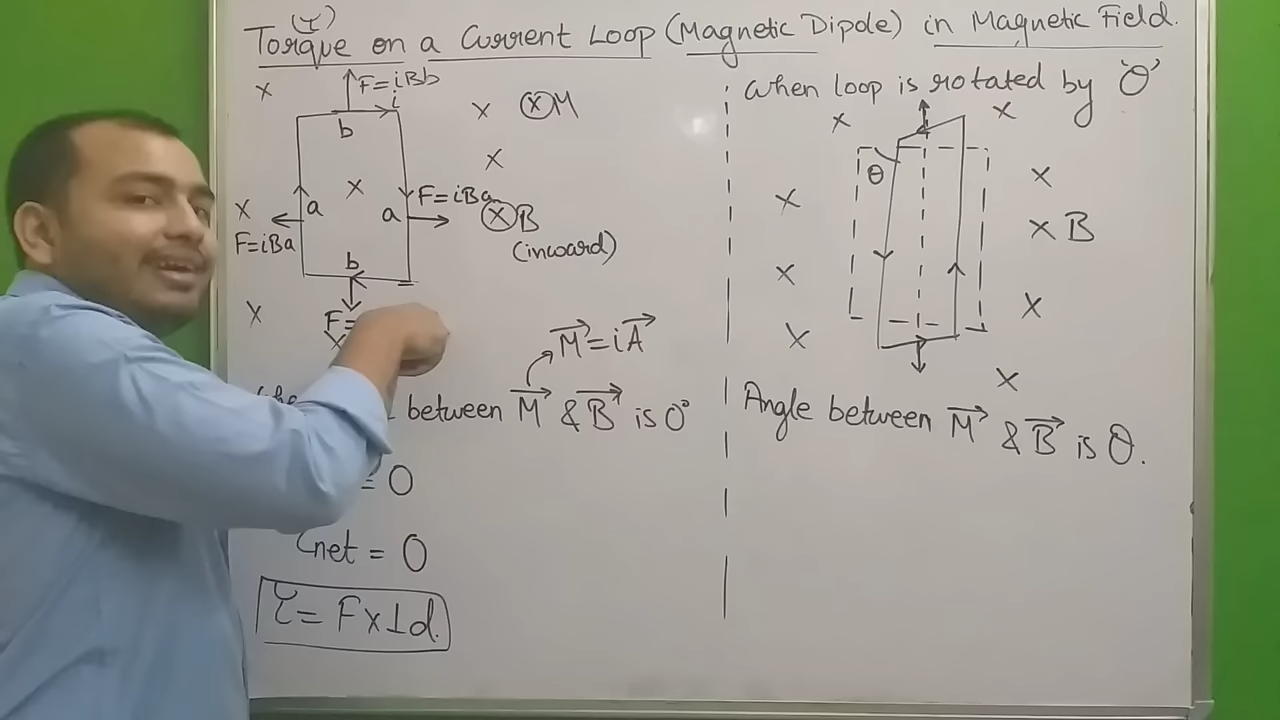 (τ)
Torque on a Current Loop (Magnetic Dipole) in Magnetic Field.
F=iBb
i
b
× ⊗M
×
×
×
×
a
a
F=iBa
F=iBa
⊗B
(inward)
b
×
F=
×
M⃗=iA⃗
between M⃗ & B⃗ is 0°
= 0
τnet = 0
τ= F×⊥d.
When loop is rotated by 'θ'
×
×
θ
×
×
× B
×
×
×
×
Angle between M⃗ & B⃗ is θ.